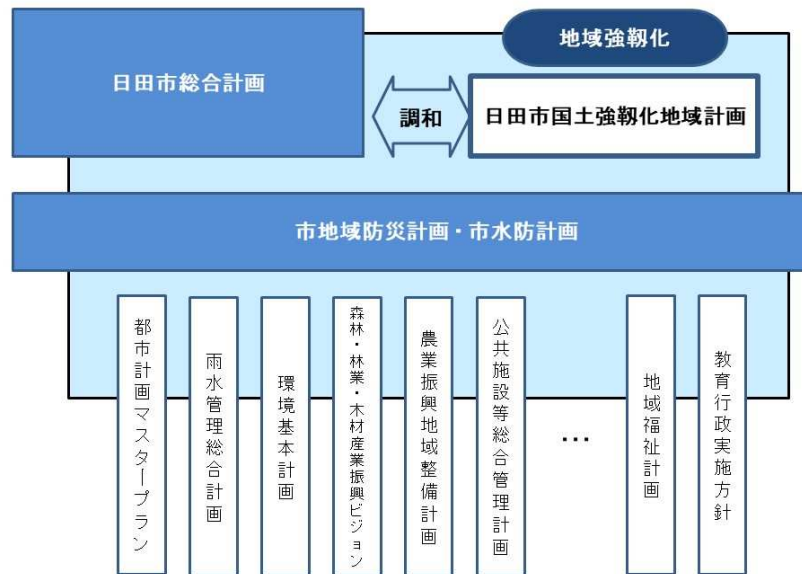 地域強靱化
日田市総合計画
調和
日田市国土強靱化地域計画
市地域防災計画・市水防計画
都市計画マスタープラン
雨水管理総合計画
環境基本計画
森林・林業・木材産業振興ビジョン
農業振興地域整備計画
公共施設等総合管理計画
…
地域福祉計画
教育行政実施方針